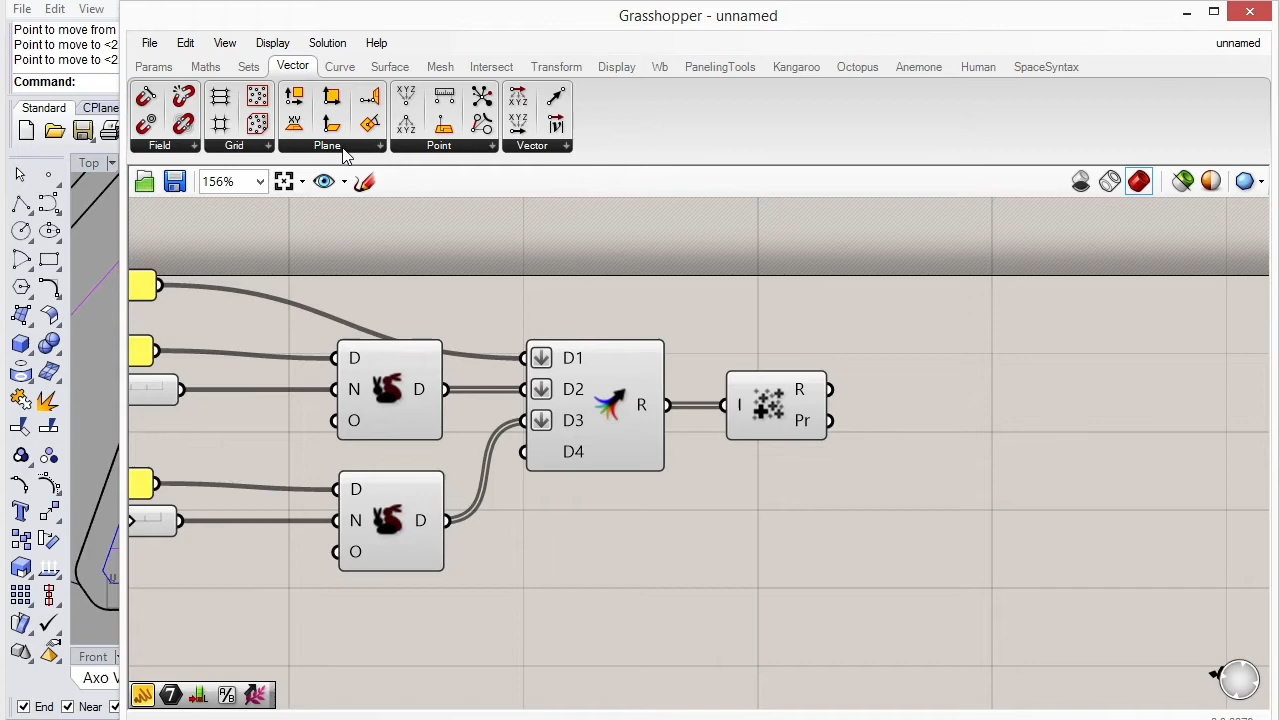 File Edit View
Point to move from
Point to move to <2
Point to move to <2
Command:
Standard CPlane
Top
Front
Axo V
End Near
Grasshopper - unnamed
File Edit View Display Solution Help unnamed
Params Maths Sets Vector Curve Surface Mesh Intersect Transform Display Wb PanelingTools Kangaroo Octopus Anemone Human SpaceSyntax
Field Grid Plane Point Vector
156%
D
N D
O
D1
D2
R
D3
D4
I
R
Pr
D
N D
O